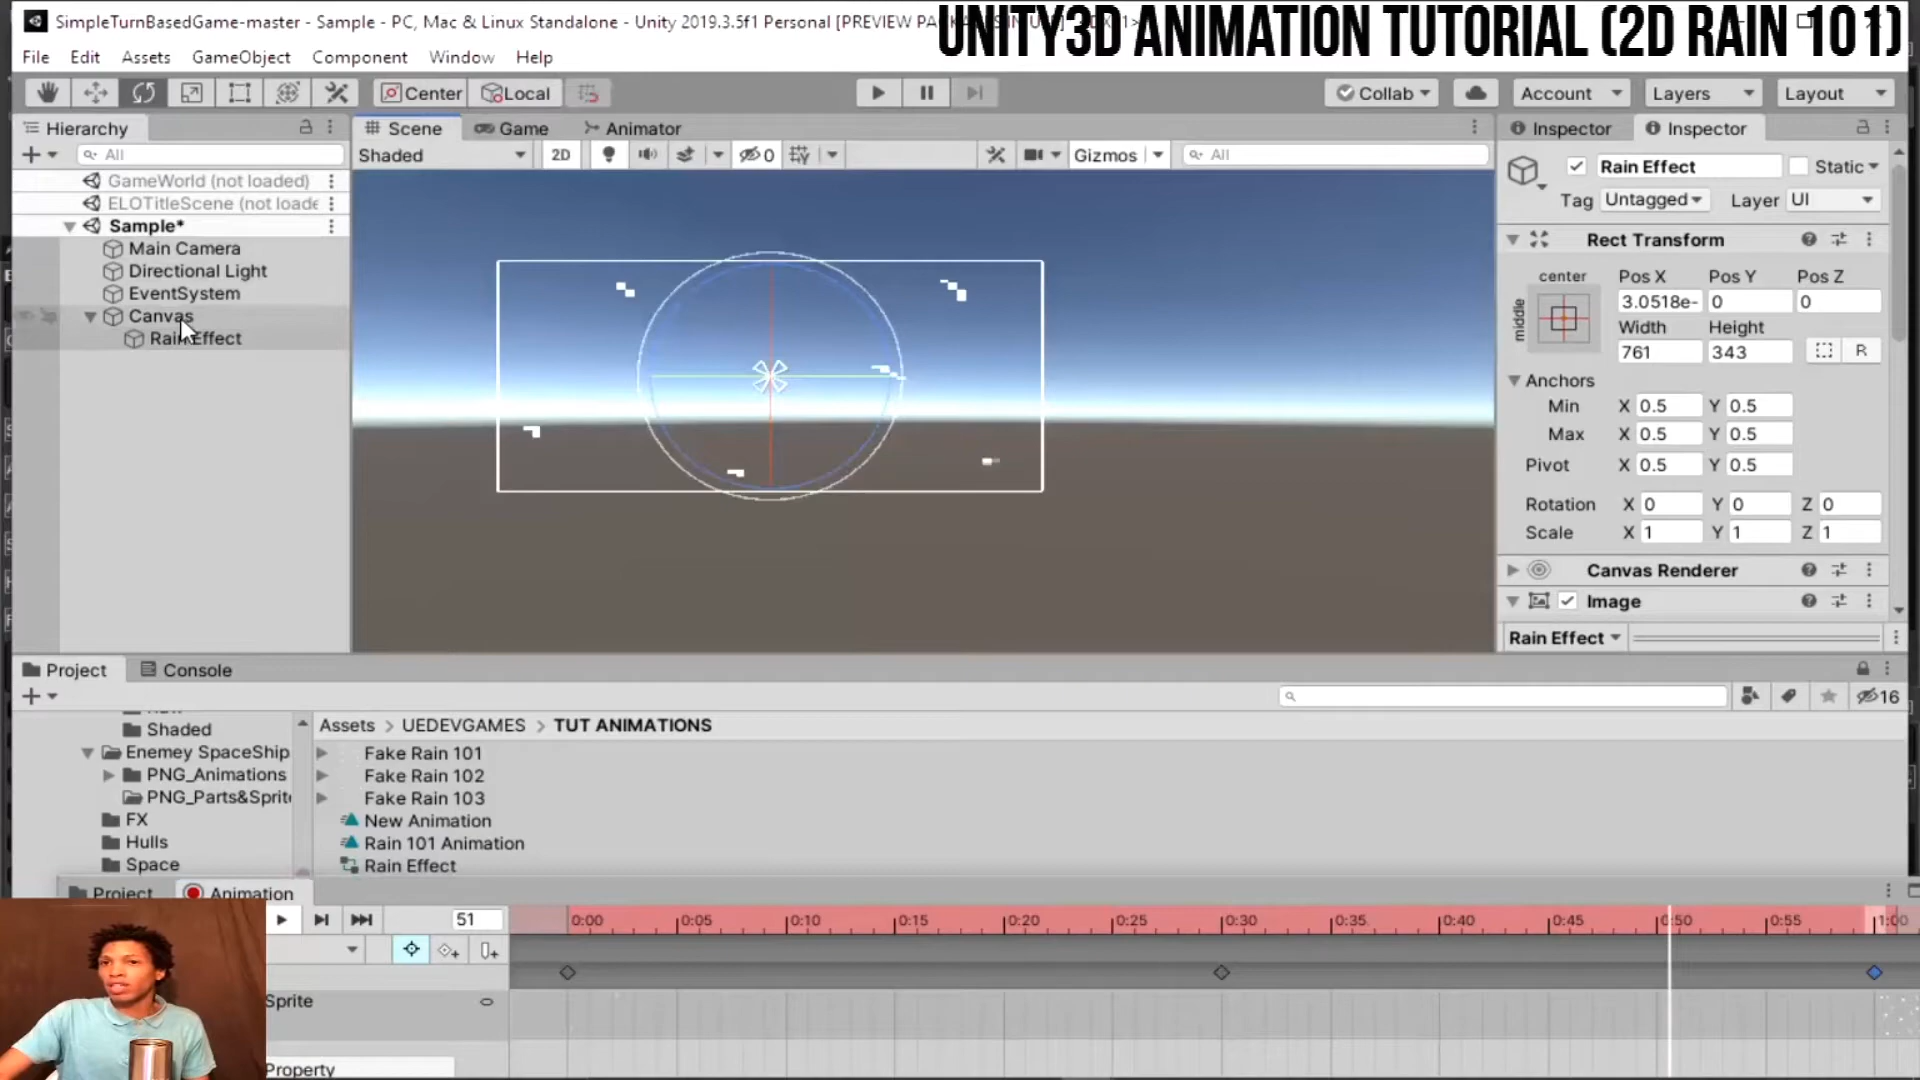 SimpleTurnBasedGame-master - Sample - PC, Mac & Linux Standalone - Unity 2019.3.5f1 Personal [PREVIEW
UNITY3D ANIMATION TUTORIAL (2D RAIN 101)
File Edit Assets GameObject Component Window Help
Center Local Collab Account Layers Layout
Hierarchy
All
GameWorld (not loaded)
ELOTitleScene (not loade
Sample*
Main Camera
Directional Light
EventSystem
Canvas
Rain Effect
Scene Game Animator
Shaded 2D 0 Gizmos All
Inspector Inspector
Rain Effect Static
Tag Untagged Layer UI
Rect Transform
center Pos X Pos Y Pos Z
middle 3.0518e- 0 0
Width Height
761 343 R
Anchors
Min X 0.5 Y 0.5
Max X 0.5 Y 0.5
Pivot X 0.5 Y 0.5
Rotation X 0 Y 0 Z 0
Scale X 1 Y 1 Z 1
Canvas Renderer
Image
Rain Effect
Project Console
16
Shaded
Enemey SpaceShip
PNG_Animations
PNG_Parts&Sprite
FX
Hulls
Space
Assets > UEDEVGAMES > TUT ANIMATIONS
Fake Rain 101
Fake Rain 102
Fake Rain 103
New Animation
Rain 101 Animation
Rain Effect
Project Animation
51 0:00 0:05 0:10 0:15 0:20 0:25 0:30 0:35 0:40 0:45 0:50 0:55 1:00
Sprite
Property